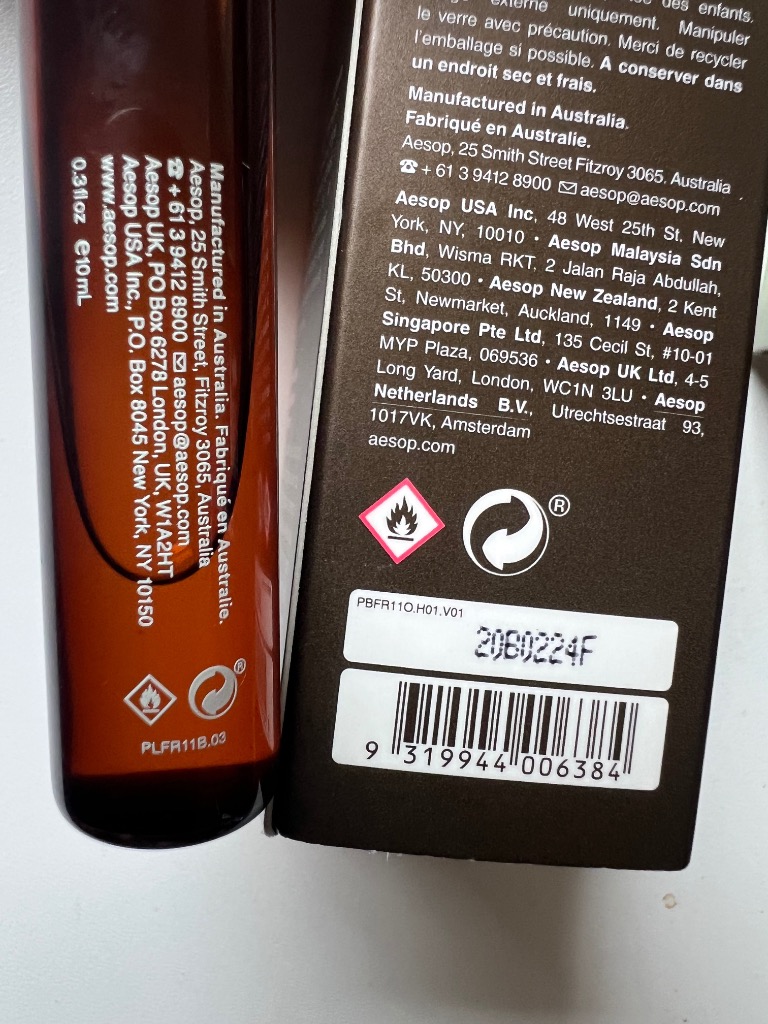 Manufactured in Australia. Fabriqué en Australie.
Aesop, 25 Smith Street, Fitzroy 3065, Australia
☎ + 61 3 9412 8900 ✉ aesop@aesop.com
Aesop UK, PO Box 6278 London, UK, W1A2HT
Aesop USA Inc., P.O. Box 8045 New York, NY 10150
www.aesop.com
0.3floz e10mL
PLFR11B.03
des enfants.
externe uniquement. Manipuler
le verre avec précaution. Merci de recycler
l'emballage si possible. A conserver dans
un endroit sec et frais.
Manufactured in Australia.
Fabriqué en Australie.
Aesop, 25 Smith Street Fitzroy 3065. Australia
☎ + 61 3 9412 8900 ✉ aesop@aesop.com
Aesop USA Inc, 48 West 25th St. New
York, NY, 10010 · Aesop Malaysia Sdn
Bhd, Wisma RKT, 2 Jalan Raja Abdullah,
KL, 50300 · Aesop New Zealand, 2 Kent
St, Newmarket, Auckland, 1149 · Aesop
Singapore Pte Ltd, 135 Cecil St, #10-01
MYP Plaza, 069536 · Aesop UK Ltd, 4-5
Long Yard, London, WC1N 3LU · Aesop
Netherlands B.V., Utrechtsestraat 93,
1017VK, Amsterdam
aesop.com
®
®
PBFR11O.H01.V01
20B0224F
9 319944 006384